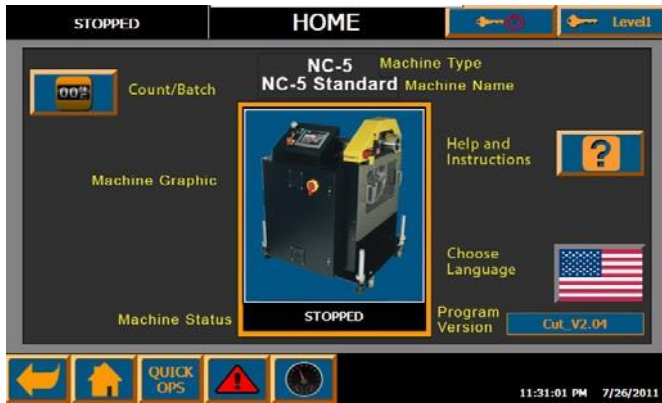 STOPPED
HOME
Level1
NC-5 Machine Type
NC-5 Standard Machine Name
Count/Batch
Help and
Instructions
?
Machine Graphic
Choose
Language
Machine Status
STOPPED
Program
Version
Cut_V2.04
QUICK
OPS
11:31:01 PM 7/26/2011